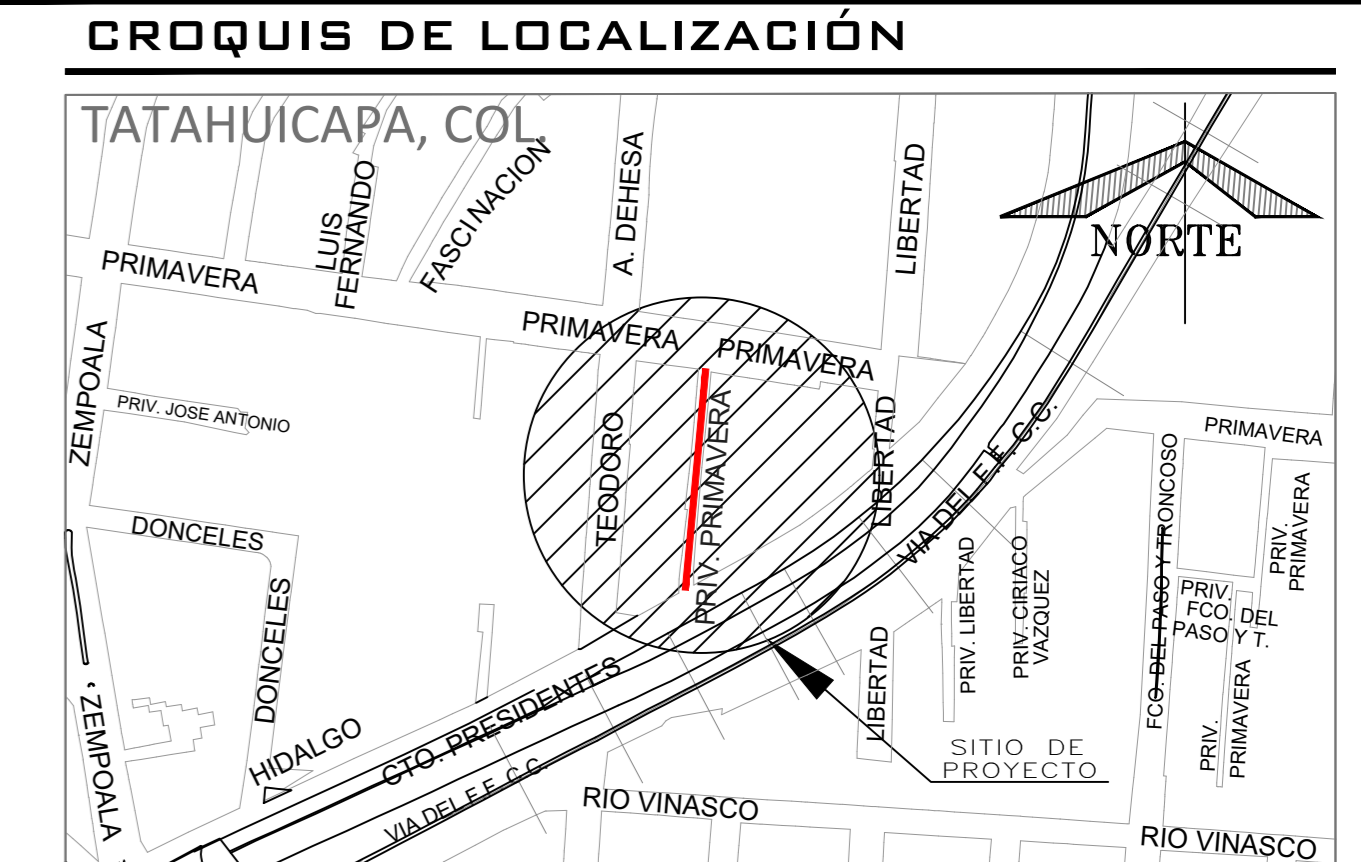 CROQUIS DE LOCALIZACIÓN
TATAHUICAPA, COL.
LUIS
FERNANDO
FASCINACION
A. DEHESA
LIBERTAD
NORTE
PRIMAVERA
PRIMAVERA
PRIMAVERA
ZEMPOALA
PRIV. JOSE ANTONIO
TEODORO
PRIV. PRIMAVERA
LIBERTAD
VIA DEL F.F. C.C.
PRIMAVERA
DONCELES
DONCELES
PRIV. LIBERTAD
PRIV. CIRIACO
VAZQUEZ
FCO. DEL PASO Y TRONCOSO
PRIV.
PRIMAVERA
PRIV.
FCO. DEL
PASO Y T.
ZEMPOALA
HIDALGO
CTO. PRESIDENTES
VIA DEL F.F. C.C.
LIBERTAD
SITIO DE
PROYECTO
PRIV.
PRIMAVERA
RIO VINASCO
RIO VINASCO